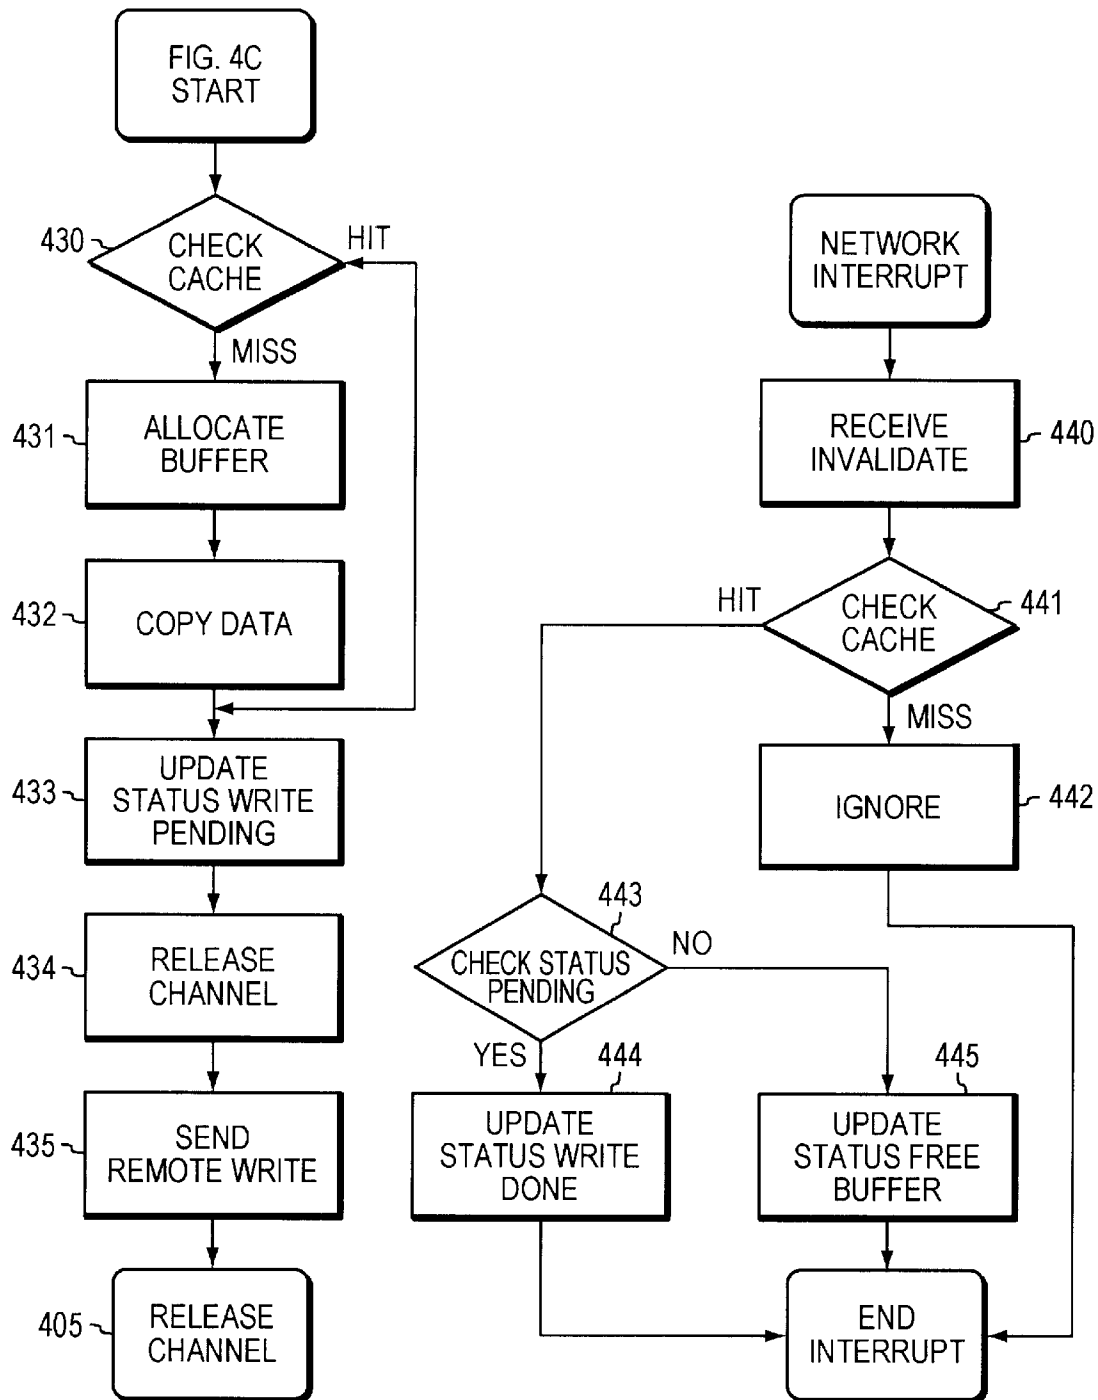 FIG. 4C
START
430
CHECK
CACHE
HIT
MISS
431
ALLOCATE
BUFFER
432
COPY DATA
433
UPDATE
STATUS WRITE
PENDING
434
RELEASE
CHANNEL
435
SEND
REMOTE WRITE
405
RELEASE
CHANNEL
NETWORK
INTERRUPT
RECEIVE
INVALIDATE
440
HIT
CHECK
CACHE
441
MISS
IGNORE
442
443
CHECK STATUS
PENDING
NO
YES
444
UPDATE
STATUS WRITE
DONE
445
UPDATE
STATUS FREE
BUFFER
END
INTERRUPT